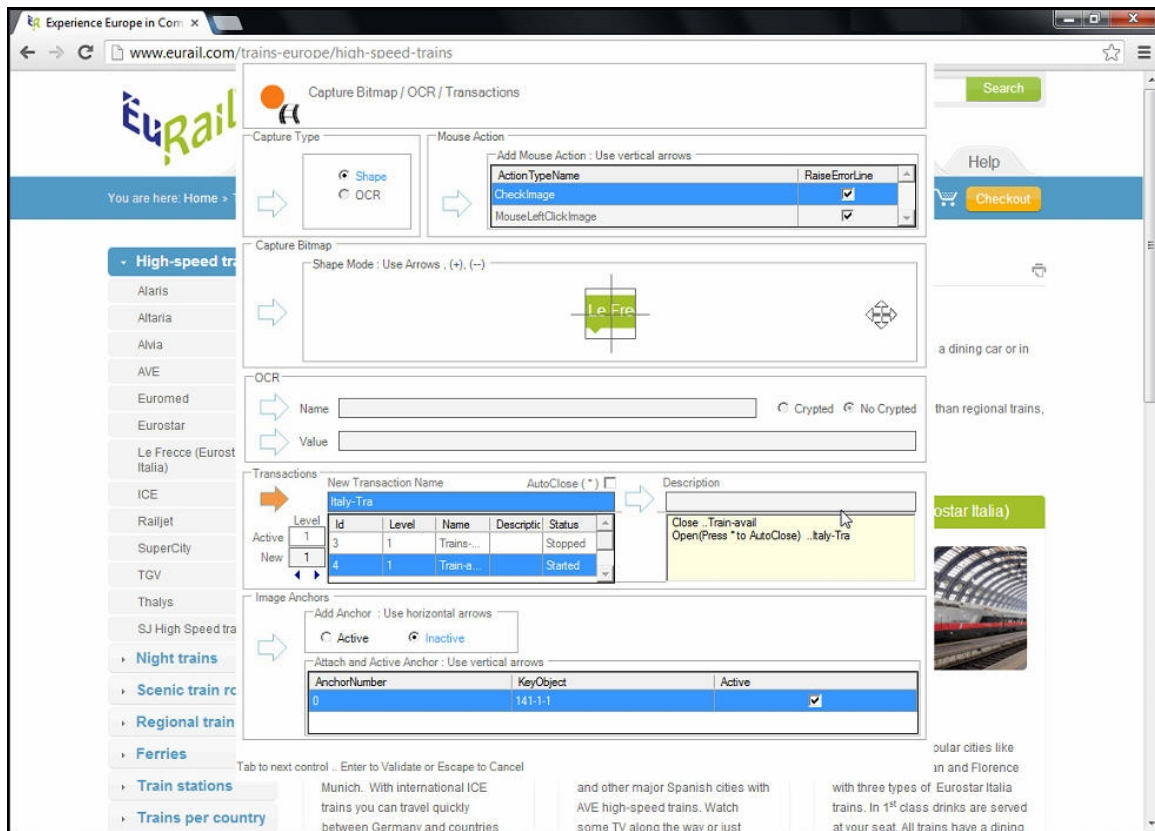 Experience Europe in Com
www.eurail.com/trains-europe/high-speed-trains
EuRail
Search
Help
You are here: Home »
Checkout
Capture Bitmap / OCR / Transactions
Capture Type
Shape
OCR
Mouse Action
Add Mouse Action : Use vertical arrows
ActionTypeName RaiseErrorLine
CheckImage
MouseLeftClickImage
Capture Bitmap
Shape Mode : Use Arrows , (+), (--)
Le Fre
OCR
Name
Crypted No Crypted
Value
Transactions
New Transaction Name AutoClose ( * )
Italy-Tra
Level
Active 1
New 1
Id Level Name Descriptic Status
3 1 Trains-... Stopped
4 1 Train-a... Started
Description
Close ..Train-avail
Open(Press * to AutoClose) ..Italy-Tra
Image Anchors
Add Anchor : Use horizontal arrows
Active Inactive
Attach and Active Anchor : Use vertical arrows
AnchorNumber KeyObject Active
0 141-1-1
Tab to next control .. Enter to Validate or Escape to Cancel
High-speed tra
Alaris
Altaria
Alvia
AVE
Euromed
Eurostar
Le Frecce (Eurost
Italia)
ICE
Railjet
SuperCity
TGV
Thalys
SJ High Speed tra
Night trains
Scenic train ro
Regional train
Ferries
Train stations
Trains per country
a dining car or in
than regional trains,
ostar Italia)
Munich. With international ICE
trains you can travel quickly
between Germany and countries
and other major Spanish cities with
AVE high-speed trains. Watch
some TV along the way or just
pular cities like
an and Florence
with three types of Eurostar Italia
trains. In 1st class drinks are served
at your seat. All trains have a dining